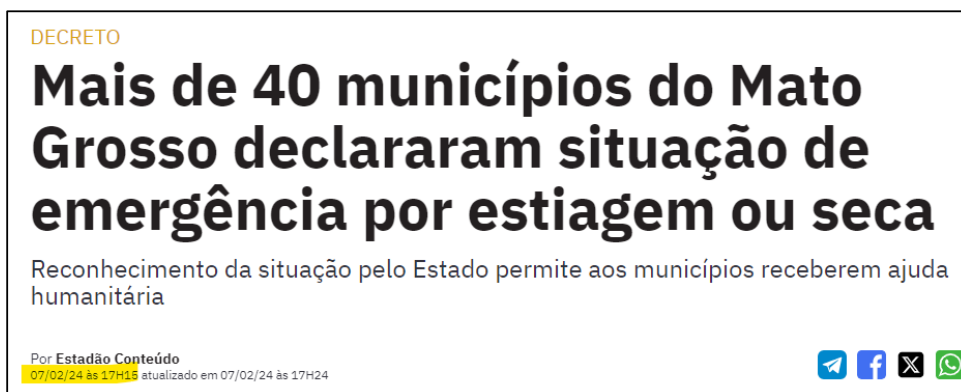 DECRETO
Mais de 40 municípios do Mato
Grosso declararam situação de
emergência por estiagem ou seca
Reconhecimento da situação pelo Estado permite aos municípios receberem ajuda
humanitária
Por Estadão Conteúdo
07/02/24 às 17H15 atualizado em 07/02/24 às 17H24